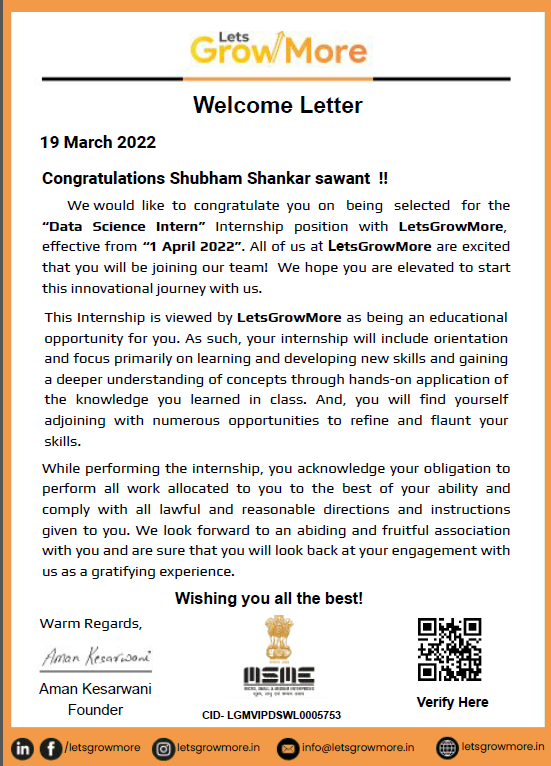 Lets
GrowMore
Welcome Letter
19 March 2022
Congratulations Shubham Shankar sawant !!
We would like to congratulate you on being selected for the
“Data Science Intern” Internship position with LetsGrowMore,
effective from “1 April 2022”. All of us at LetsGrowMore are excited
that you will be joining our team! We hope you are elevated to start
this innovational journey with us.
This Internship is viewed by LetsGrowMore as being an educational
opportunity for you. As such, your internship will include orientation
and focus primarily on learning and developing new skills and gaining
a deeper understanding of concepts through hands-on application of
the knowledge you learned in class. And, you will find yourself
adjoining with numerous opportunities to refine and flaunt your
skills.
While performing the internship, you acknowledge your obligation to
perform all work allocated to you to the best of your ability and
comply with all lawful and reasonable directions and instructions
given to you. We look forward to an abiding and fruitful association
with you and are sure that you will look back at your engagement with
us as a gratifying experience.
Wishing you all the best!
Warm Regards,
Aman Kesarwani
Aman Kesarwani
Founder
MSME
MICRO, SMALL & MEDIUM ENTERPRISES
CID- LGMVIPDSWL0005753
Verify Here
/letsgrowmore
letsgrowmore.in
info@letsgrowmore.in
letsgrowmore.in